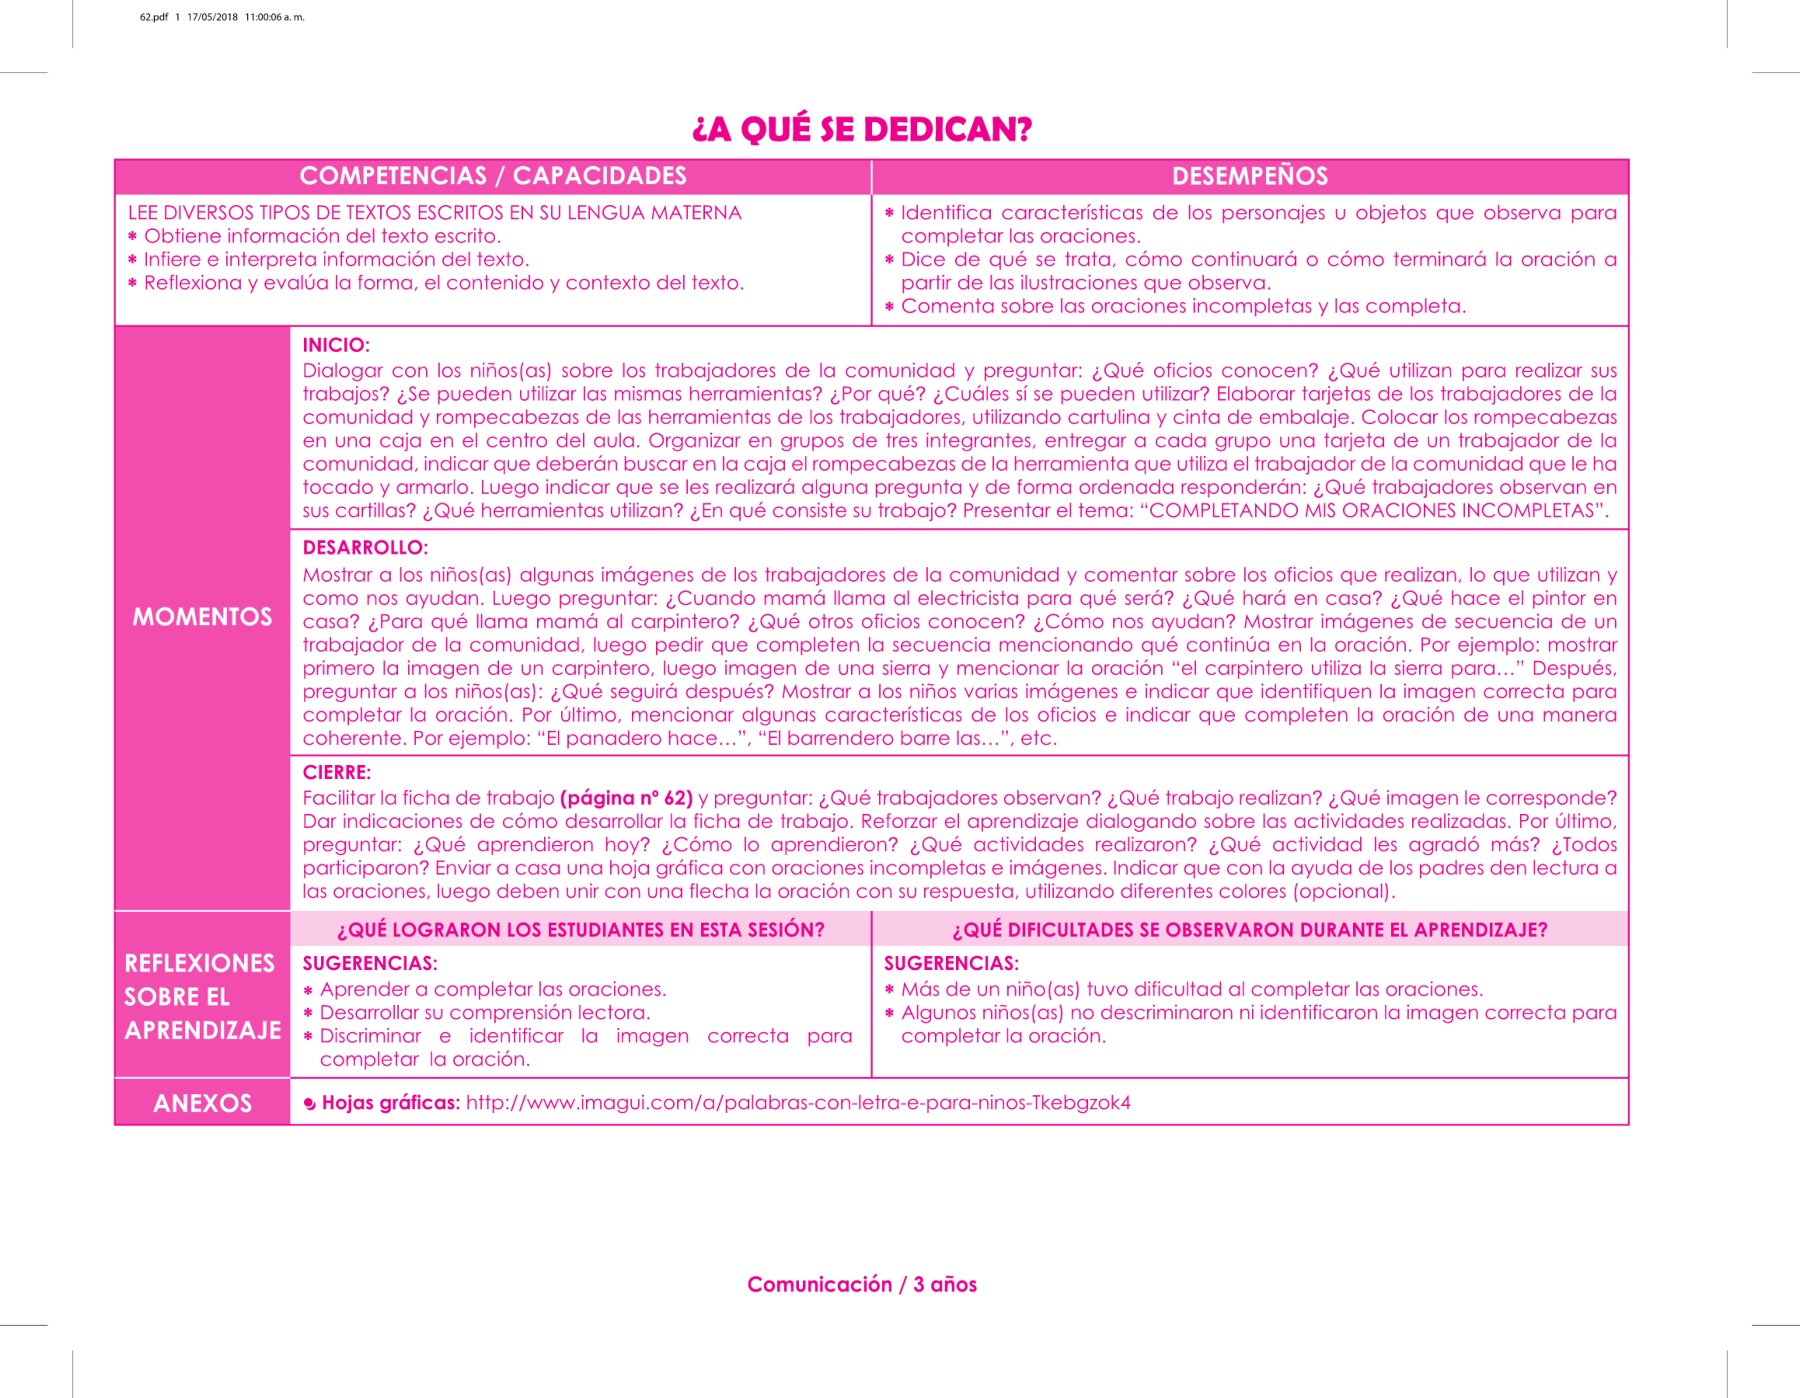 62.pdf 1 17/05/2018 11:00:06 a. m.
¿A QUÉ SE DEDICAN?
COMPETENCIAS / CAPACIDADES
LEE DIVERSOS TIPOS DE TEXTOS ESCRITOS EN SU LENGUA MATERNA
* Obtiene información del texto escrito.
* Infiere e interpreta información del texto.
* Reflexiona y evalúa la forma, el contenido y contexto del texto.
DESEMPEÑOS
* Identifica características de los personajes u objetos que observa para
completar las oraciones.
* Dice de qué se trata, cómo continuará o cómo terminará la oración a
partir de las ilustraciones que observa.
* Comenta sobre las oraciones incompletas y las completa.
MOMENTOS
INICIO:
Dialogar con los niños(as) sobre los trabajadores de la comunidad y preguntar: ¿Qué oficios conocen? ¿Qué utilizan para realizar sus
trabajos? ¿Se pueden utilizar las mismas herramientas? ¿Por qué? ¿Cuáles sí se pueden utilizar? Elaborar tarjetas de los trabajadores de la
comunidad y rompecabezas de las herramientas de los trabajadores, utilizando cartulina y cinta de embalaje. Colocar los rompecabezas
en una caja en el centro del aula. Organizar en grupos de tres integrantes, entregar a cada grupo una tarjeta de un trabajador de la
comunidad, indicar que deberán buscar en la caja el rompecabezas de la herramienta que utiliza el trabajador de la comunidad que le ha
tocado y armarlo. Luego indicar que se les realizará alguna pregunta y de forma ordenada responderán: ¿Qué trabajadores observan en
sus cartillas? ¿Qué herramientas utilizan? ¿En qué consiste su trabajo? Presentar el tema: “COMPLETANDO MIS ORACIONES INCOMPLETAS”.
DESARROLLO:
Mostrar a los niños(as) algunas imágenes de los trabajadores de la comunidad y comentar sobre los oficios que realizan, lo que utilizan y
como nos ayudan. Luego preguntar: ¿Cuando mamá llama al electricista para qué será? ¿Qué hará en casa? ¿Qué hace el pintor en
casa? ¿Para qué llama mamá al carpintero? ¿Qué otros oficios conocen? ¿Cómo nos ayudan? Mostrar imágenes de secuencia de un
trabajador de la comunidad, luego pedir que completen la secuencia mencionando qué continúa en la oración. Por ejemplo: mostrar
primero la imagen de un carpintero, luego imagen de una sierra y mencionar la oración “el carpintero utiliza la sierra para…” Después,
preguntar a los niños(as): ¿Qué seguirá después? Mostrar a los niños varias imágenes e indicar que identifiquen la imagen correcta para
completar la oración. Por último, mencionar algunas características de los oficios e indicar que completen la oración de una manera
coherente. Por ejemplo: “El panadero hace…”, “El barrendero barre las…”, etc.
CIERRE:
Facilitar la ficha de trabajo (página nº 62) y preguntar: ¿Qué trabajadores observan? ¿Qué trabajo realizan? ¿Qué imagen le corresponde?
Dar indicaciones de cómo desarrollar la ficha de trabajo. Reforzar el aprendizaje dialogando sobre las actividades realizadas. Por último,
preguntar: ¿Qué aprendieron hoy? ¿Cómo lo aprendieron? ¿Qué actividades realizaron? ¿Qué actividad les agradó más? ¿Todos
participaron? Enviar a casa una hoja gráfica con oraciones incompletas e imágenes. Indicar que con la ayuda de los padres den lectura a
las oraciones, luego deben unir con una flecha la oración con su respuesta, utilizando diferentes colores (opcional).
REFLEXIONES
SOBRE EL
APRENDIZAJE
¿QUÉ LOGRARON LOS ESTUDIANTES EN ESTA SESIÓN?
SUGERENCIAS:
* Aprender a completar las oraciones.
* Desarrollar su comprensión lectora.
* Discriminar e identificar la imagen correcta para
completar la oración.
¿QUÉ DIFICULTADES SE OBSERVARON DURANTE EL APRENDIZAJE?
SUGERENCIAS:
* Más de un niño(as) tuvo dificultad al completar las oraciones.
* Algunos niños(as) no descriminaron ni identificaron la imagen correcta para
completar la oración.
ANEXOS
Hojas gráficas: http://www.imagui.com/a/palabras-con-letra-e-para-ninos-Tkebgzok4
Comunicación / 3 años